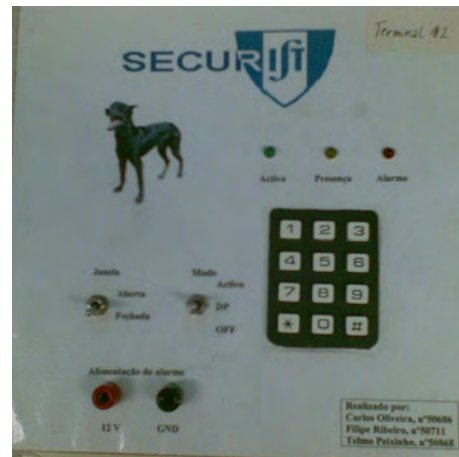 Terminal #2
SECURIST
Activo Presença Alarme
1 2 3
4 5 6
7 8 9
* 0 #
Janela
Aberta
Fechada
Modo
Activo
DP
OFF
Alimentação do alarme
12 V GND
Realizado por:
Carlos Oliveira, nº50686
Filipe Ribeiro, nº50711
Telmo Peixinho, nº50868